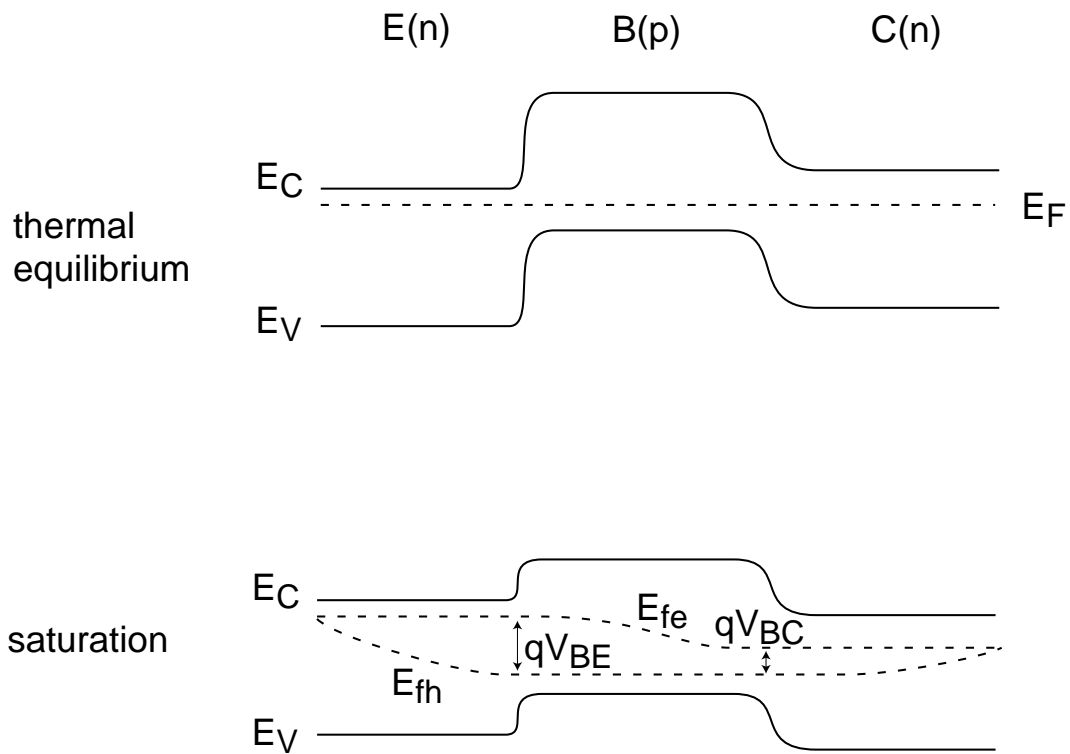 E(n) B(p) C(n)
E_C
E_F
thermal
equilibrium
E_V
E_C
E_fe
qV_BC
saturation
qV_BE
E_fh
E_V